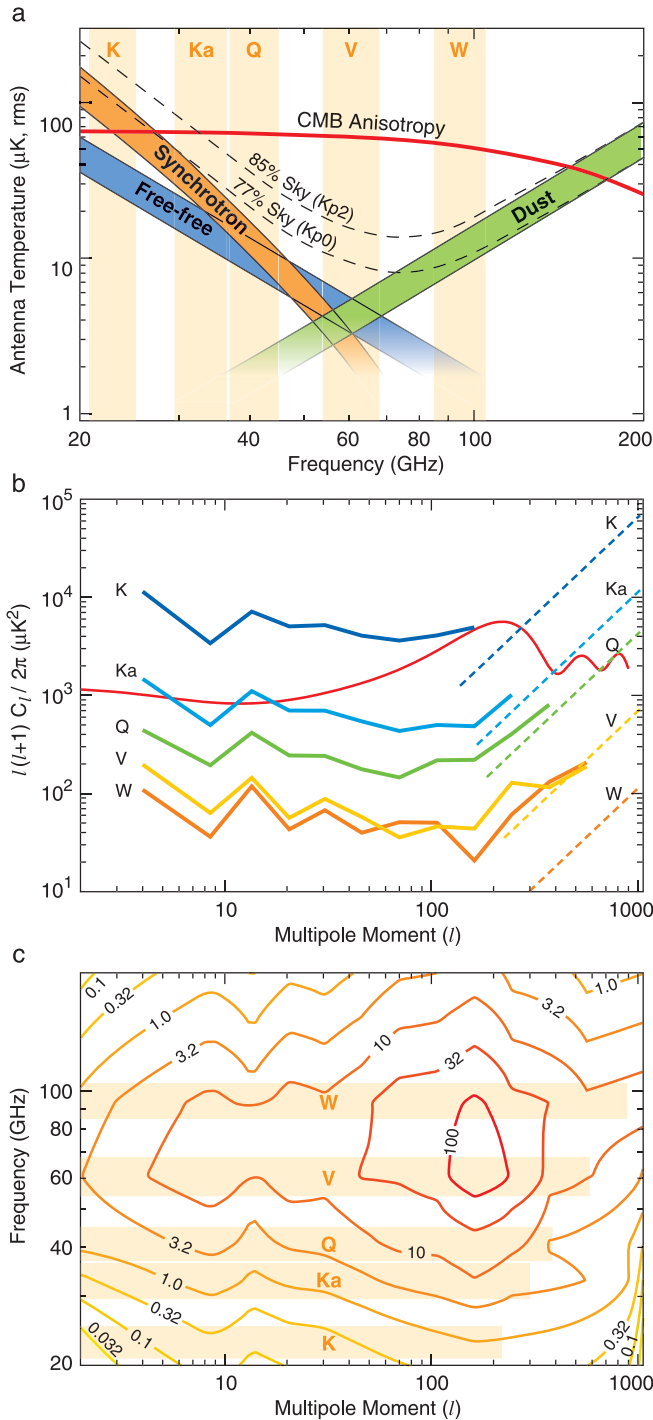 a
K Ka Q V W
CMB Anisotropy
85% Sky (Kp2)
77% Sky (Kp0)
Synchrotron
Free-free
Dust
Antenna Temperature (μK, rms)
100
10
1
20 40 60 80 100 200
Frequency (GHz)
b
10^5
10^4
10^3
10^2
10^1
l (l+1) C_l / 2π (μK^2)
K
Ka
Q
V
W
K
Ka
Q
V
W
10 100 1000
Multipole Moment (l)
c
0.1
0.32
1.0
3.2
10
32
3.2
1.0
100
80
60
40
20
Frequency (GHz)
W
100
V
3.2
Q
10
1.0
Ka
0.32
0.1
0.032
K
0.32
0.1
10 100 1000
Multipole Moment (l)